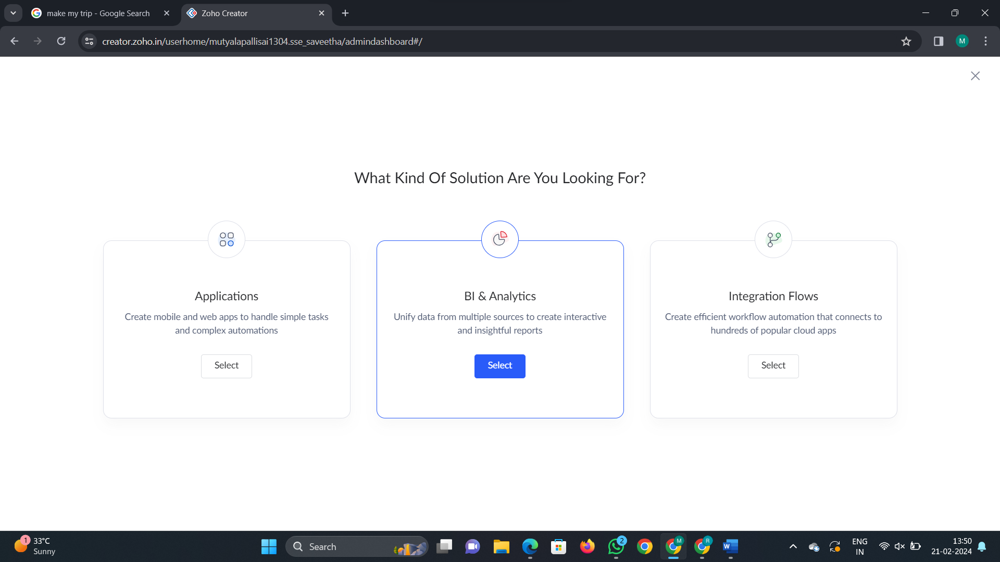 make my trip - Google Search
Zoho Creator
creator.zoho.in/userhome/mutyalapallisai1304.sse_saveetha/admindashboard#/
M
What Kind Of Solution Are You Looking For?
Applications
Create mobile and web apps to handle simple tasks
and complex automations
Select
BI & Analytics
Unify data from multiple sources to create interactive
and insightful reports
Select
Integration Flows
Create efficient workflow automation that connects to
hundreds of popular cloud apps
Select
1
33°C
Sunny
Search
2
M
R
W
ENG
IN
13:50
21-02-2024